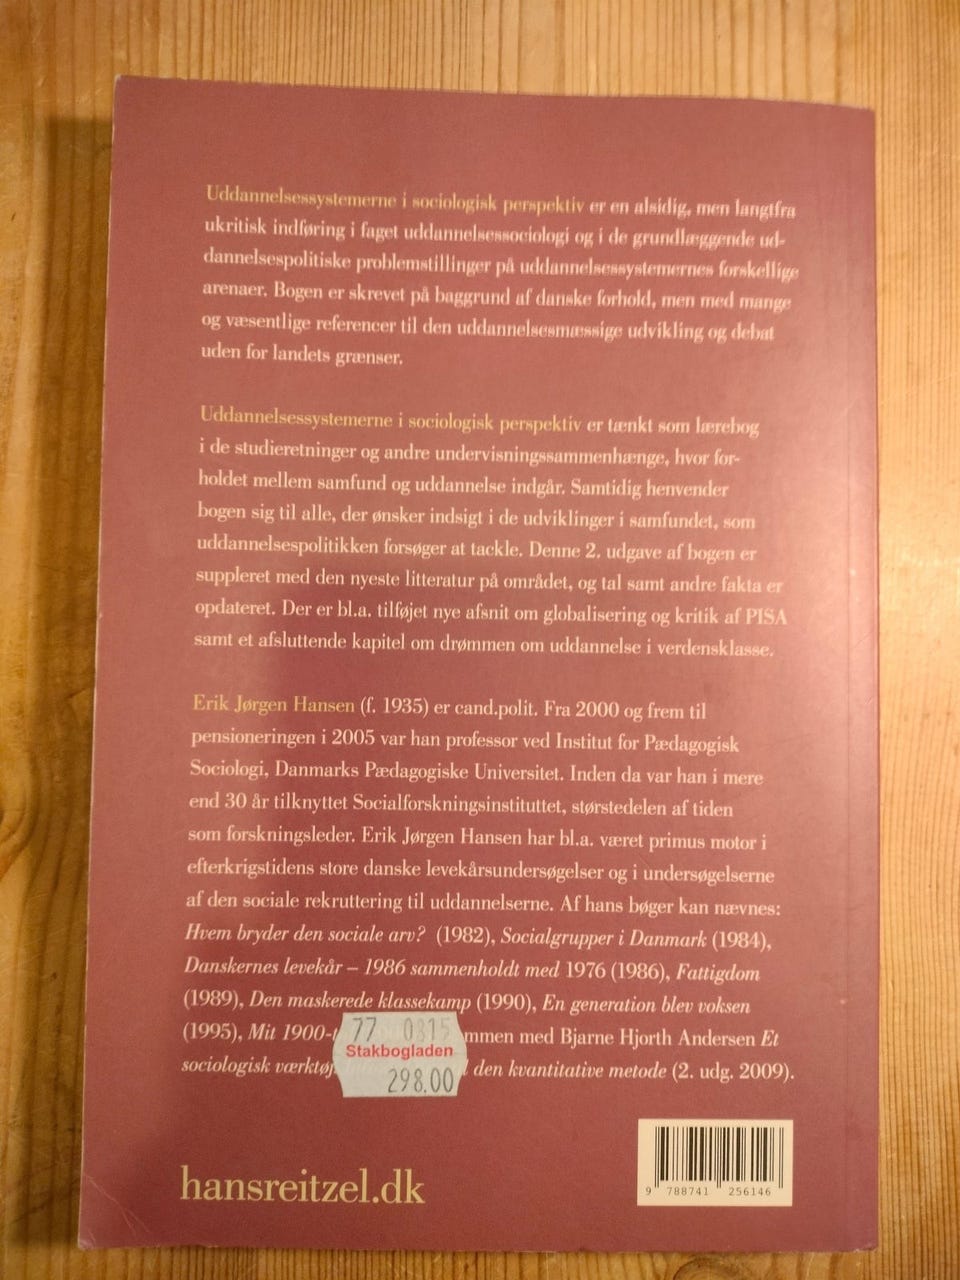 Uddannelsessystemerne i sociologisk perspektiv er en alsidig, men langtfra
ukritisk indføring i faget uddannelsessociologi og i de grundlæggende ud-
dannelsespolitiske problemstillinger på uddannelsessystemernes forskellige
arenaer. Bogen er skrevet på baggrund af danske forhold, men med mange
og væsentlige referencer til den uddannelsesmæssige udvikling og debat
uden for landets grænser.
Uddannelsessystemerne i sociologisk perspektiv er tænkt som lærebog
i de studieretninger og andre undervisningssammenhænge, hvor for-
holdet mellem samfund og uddannelse indgår. Samtidig henvender
bogen sig til alle, der ønsker indsigt i de udviklinger i samfundet, som
uddannelsespolitikken forsøger at tackle. Denne 2. udgave af bogen er
suppleret med den nyeste litteratur på området, og tal samt andre fakta er
opdateret. Der er bl.a. tilføjet nye afsnit om globalisering og kritik af PISA
samt et afsluttende kapitel om drømmen om uddannelse i verdensklasse.
Erik Jørgen Hansen (f. 1935) er cand.polit. Fra 2000 og frem til
pensioneringen i 2005 var han professor ved Institut for Pædagogisk
Sociologi, Danmarks Pædagogiske Universitet. Inden da var han i mere
end 30 år tilknyttet Socialforskningsinstituttet, størstedelen af tiden
som forskningsleder. Erik Jørgen Hansen har bl.a. været primus motor i
efterkrigstidens store danske levekårsundersøgelser og i undersøgelserne
af den sociale rekruttering til uddannelserne. Af hans bøger kan nævnes:
Hvem bryder den sociale arv? (1982), Socialgrupper i Danmark (1984),
Danskernes levekår – 1986 sammenholdt med 1976 (1986), Fattigdom
(1989), Den maskerede klassekamp (1990), En generation blev voksen
(1995), Mit 1900-t mmen med Bjarne Hjorth Andersen Et
sociologisk værktøj den kvantitative metode (2. udg. 2009).
77 0815
Stakbogladen
298.00
hansreitzel.dk
9 788741 256146